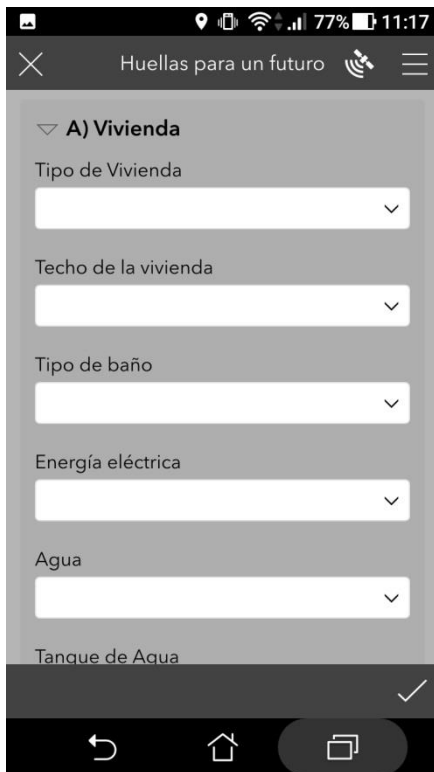 77% 11:17
Huellas para un futuro
A) Vivienda
Tipo de Vivienda
Techo de la vivienda
Tipo de baño
Energía eléctrica
Agua
Tanque de Agua